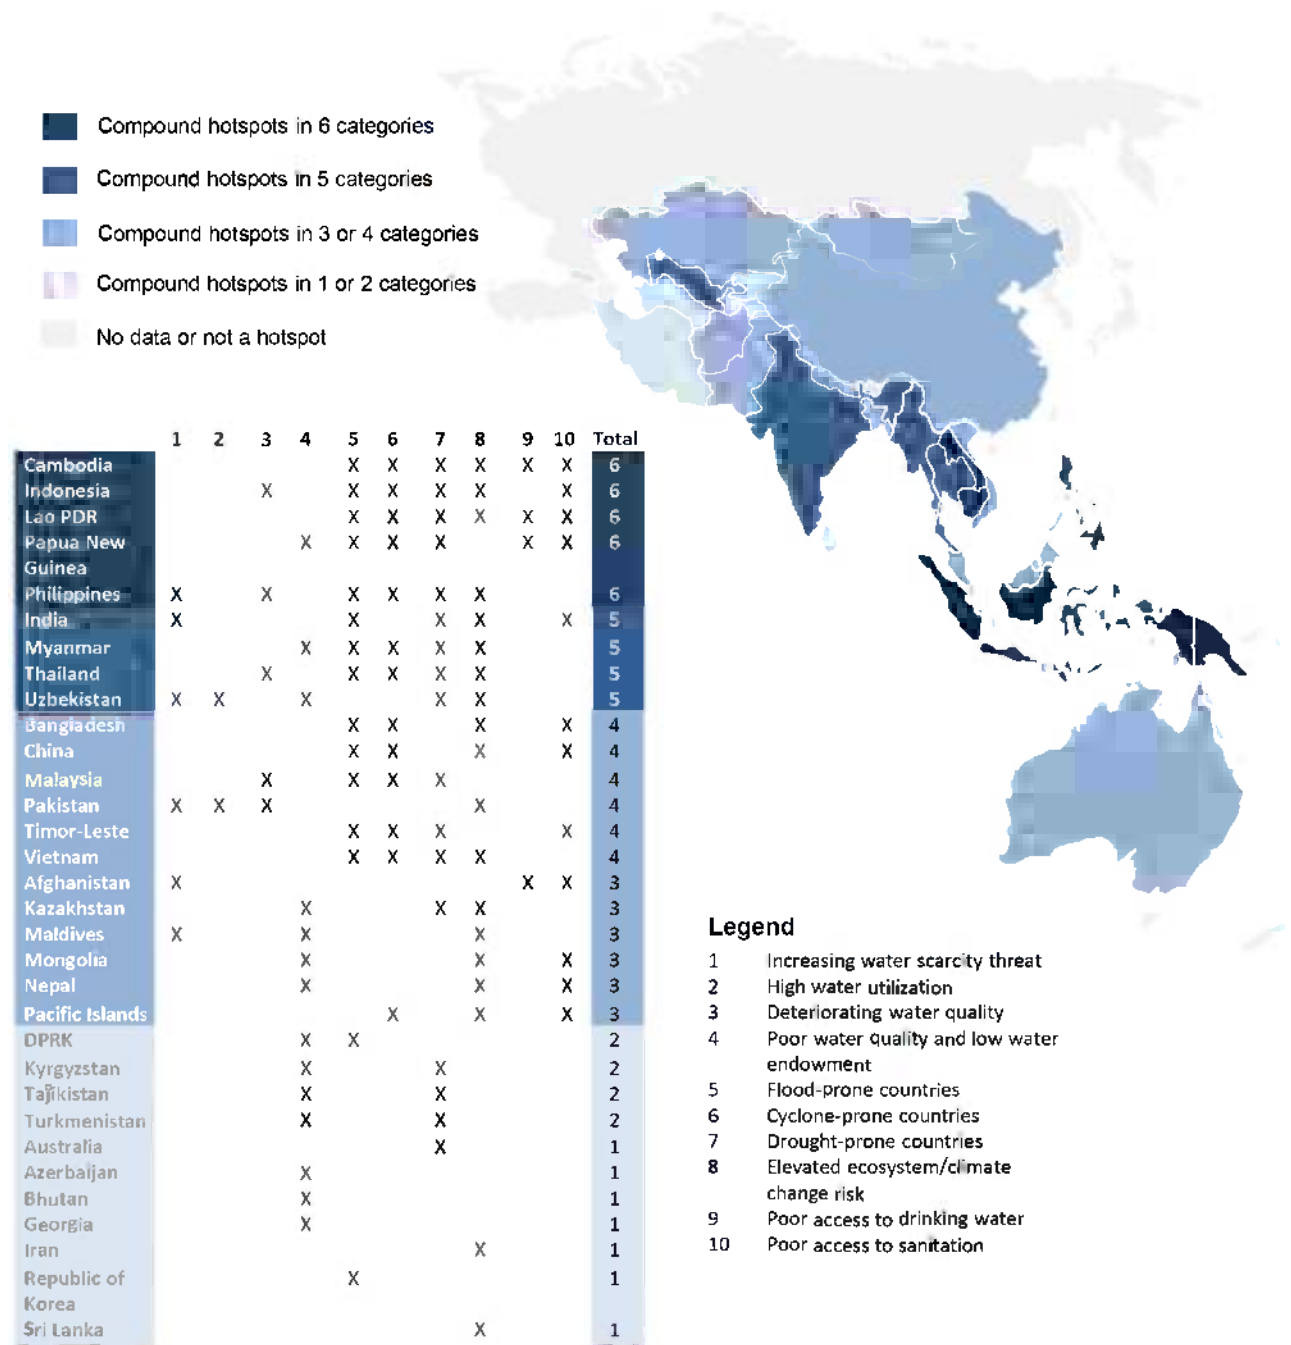 Compound hotspots in 6 categories
Compound hotspots in 5 categories
Compound hotspots in 3 or 4 categories
Compound hotspots in 1 or 2 categories
No data or not a hotspot
1 2 3 4 5 6 7 8 9 10 Total
Cambodia X X X X X X 6
Indonesia X X X X X X 6
Lao PDR X X X X X X 6
Papua New X X X X X X 6
Guinea
Philippines X X X X X X 6
India X X X X X 5
Myanmar X X X X X 5
Thailand X X X X X 5
Uzbekistan X X X X X 5
Bangladesh X X X X 4
China X X X X 4
Malaysia X X X X 4
Pakistan X X X X 4
Timor-Leste X X X X 4
Vietnam X X X X 4
Afghanistan X X X 3
Kazakhstan X X X 3
Maldives X X X 3
Mongolia X X X 3
Nepal X X X 3
Pacific Islands X X X 3
DPRK X X 2
Kyrgyzstan X X 2
Tajikistan X X 2
Turkmenistan X X 2
Australia X 1
Azerbaijan X 1
Bhutan X 1
Georgia X 1
Iran X 1
Republic of X 1
Korea
Sri Lanka X 1
Legend
1 Increasing water scarcity threat
2 High water utilization
3 Deteriorating water quality
4 Poor water quality and low water
endowment
5 Flood-prone countries
6 Cyclone-prone countries
7 Drought-prone countries
8 Elevated ecosystem/climate
change risk
9 Poor access to drinking water
10 Poor access to sanitation